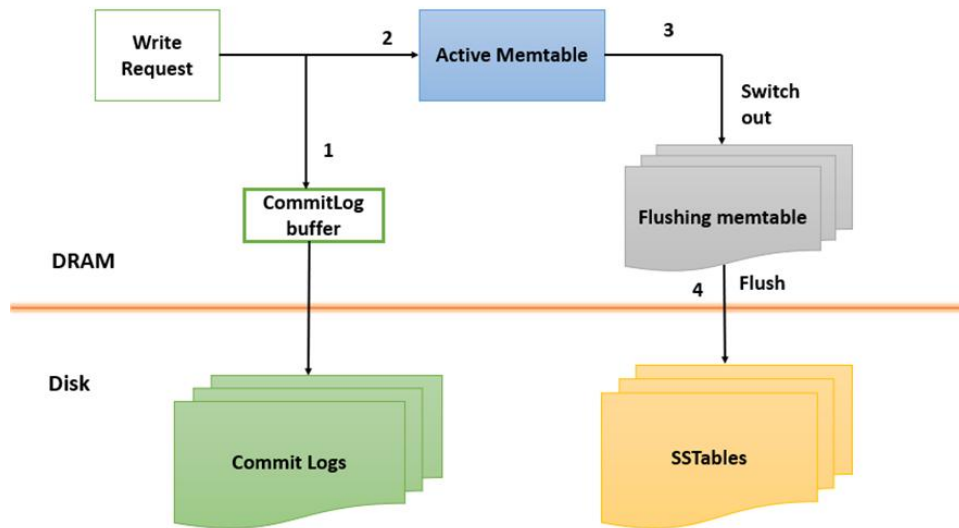 Write
Request
2
Active Memtable
3
Switch
out
1
CommitLog
buffer
Flushing memtable
DRAM
4
Flush
Disk
Commit Logs
SSTables